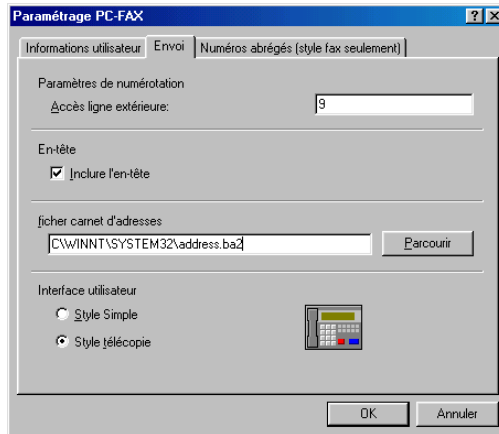 Paramétrage PC-FAX
Informations utilisateur Envoi Numéros abrégés (style fax seulement)
Paramètres de numérotation
Accès ligne extérieure: 9
En-tête
Inclure l'en-tête
ficher carnet d'adresses
C\WINNT\SYSTEM32\address.ba2 Parcourir
Interface utilisateur
Style Simple
Style télécopie
OK Annuler